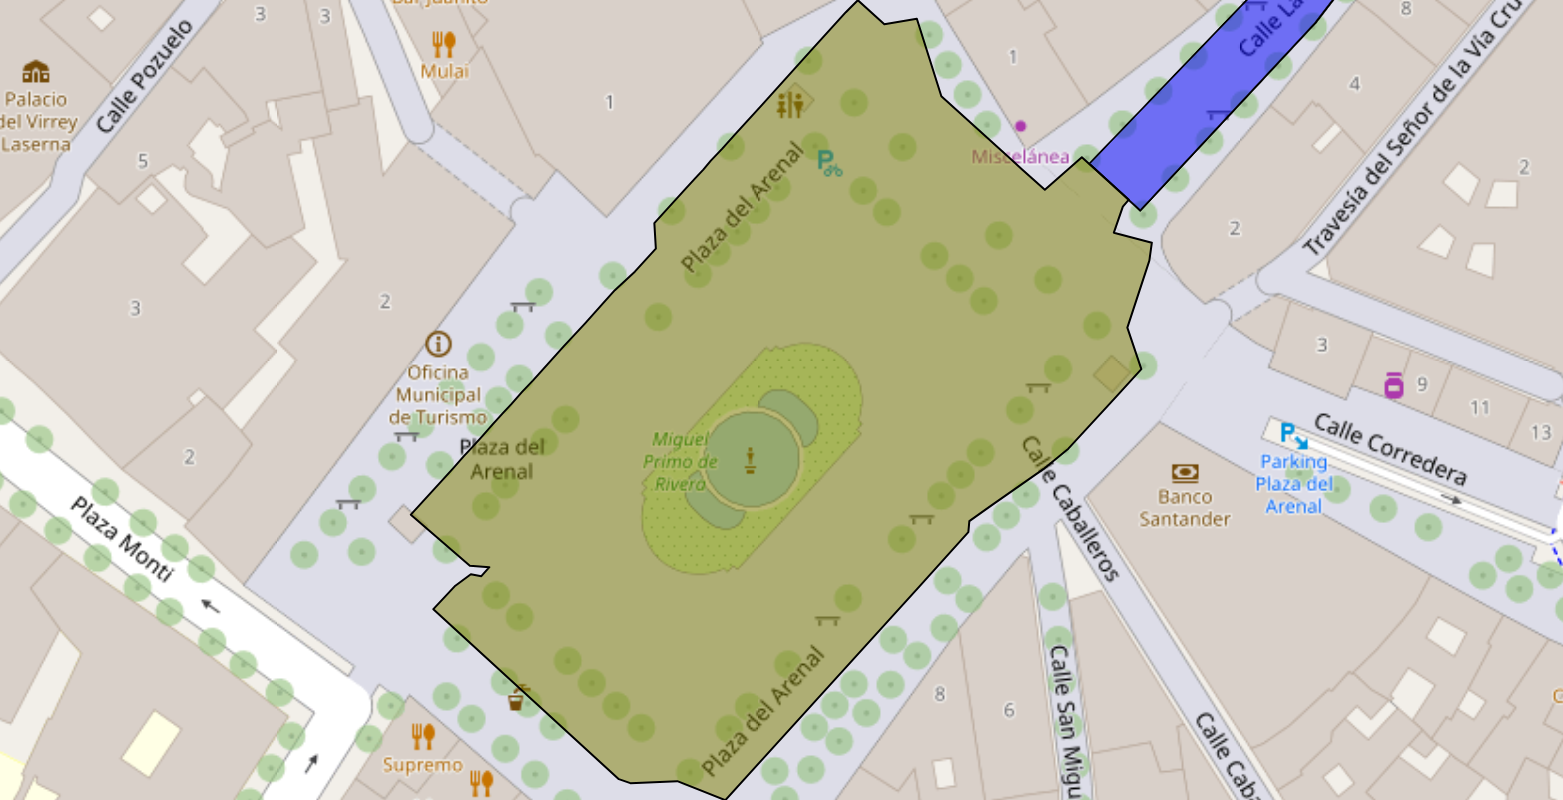 Bar Juanito
3
3
Mulai
Calle Pozuelo
Palacio
del Virrey
Laserna
5
1
1
8
Calle La
4
Travesía del Señor de la Vía Cru
2
Miscelánea
Plaza del Arenal
P
2
3
2
i
Oficina
Municipal
de Turismo
Plaza del
Arenal
Miguel
Primo de
Rivera
3
9
11
13
Calle Corredera
P
Parking
Plaza del
Arenal
Banco
Santander
2
Plaza Monti
Calle Caballeros
Plaza del Arenal
8
6
Calle San Migu
Calle Caba
Supremo